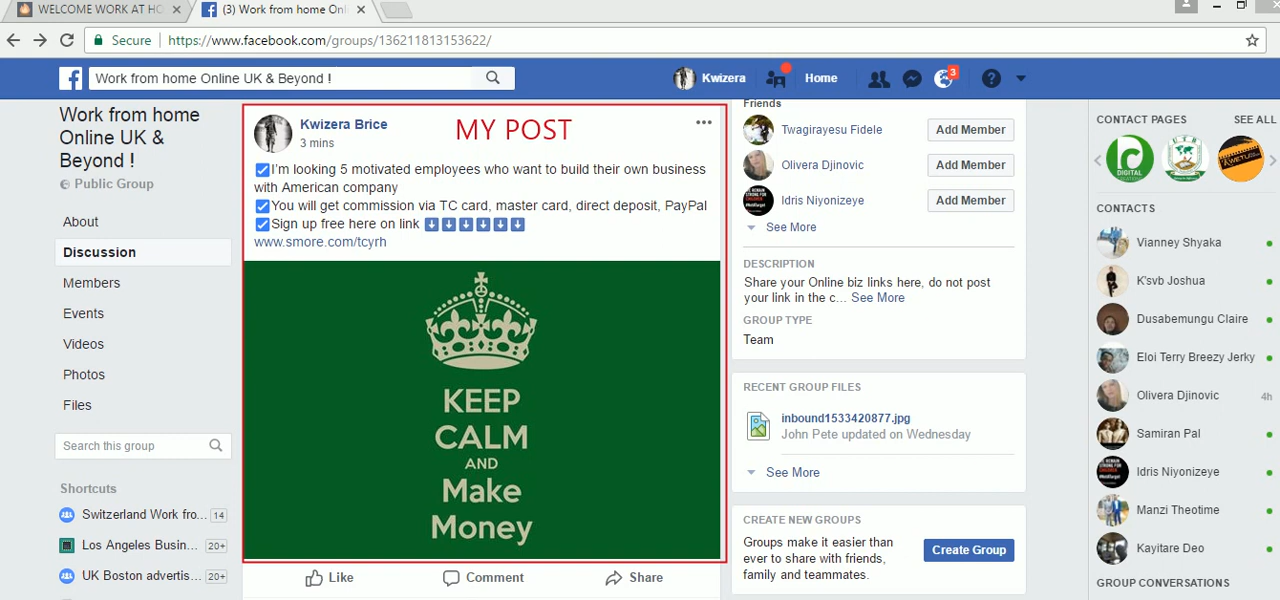 WELCOME WORK AT HO
(3) Work from home Onli
Secure
https://www.facebook.com/groups/136211813153622/
Work from home Online UK & Beyond !
Kwizera
Home
3
Work from home
Online UK &
Beyond !
Public Group
About
Discussion
Members
Events
Videos
Photos
Files
Search this group
Shortcuts
Switzerland Work fro... 14
Los Angeles Busin... 20+
UK Boston advertis... 20+
Kwizera Brice
3 mins
MY POST
I'm looking 5 motivated employees who want to build their own business
with American company
You will get commission via TC card, master card, direct deposit, PayPal
Sign up free here on link
www.smore.com/tcyrh
KEEP
CALM
AND
Make
Money
Like
Comment
Share
Friends
Twagirayesu Fidele
Add Member
Olivera Djinovic
Add Member
Idris Niyonizeye
Add Member
See More
DESCRIPTION
Share your Online biz links here, do not post
your link in the c... See More
GROUP TYPE
Team
RECENT GROUP FILES
inbound1533420877.jpg
John Pete updated on Wednesday
See More
CREATE NEW GROUPS
Groups make it easier than
ever to share with friends,
family and teammates.
Create Group
CONTACT PAGES
SEE ALL
DIGITAL
CONTACTS
Vianney Shyaka
K'svb Joshua
Dusabemungu Claire
Eloi Terry Breezy Jerky
Olivera Djinovic 4h
Samiran Pal
Idris Niyonizeye
Manzi Theotime
Kayitare Deo
GROUP CONVERSATIONS